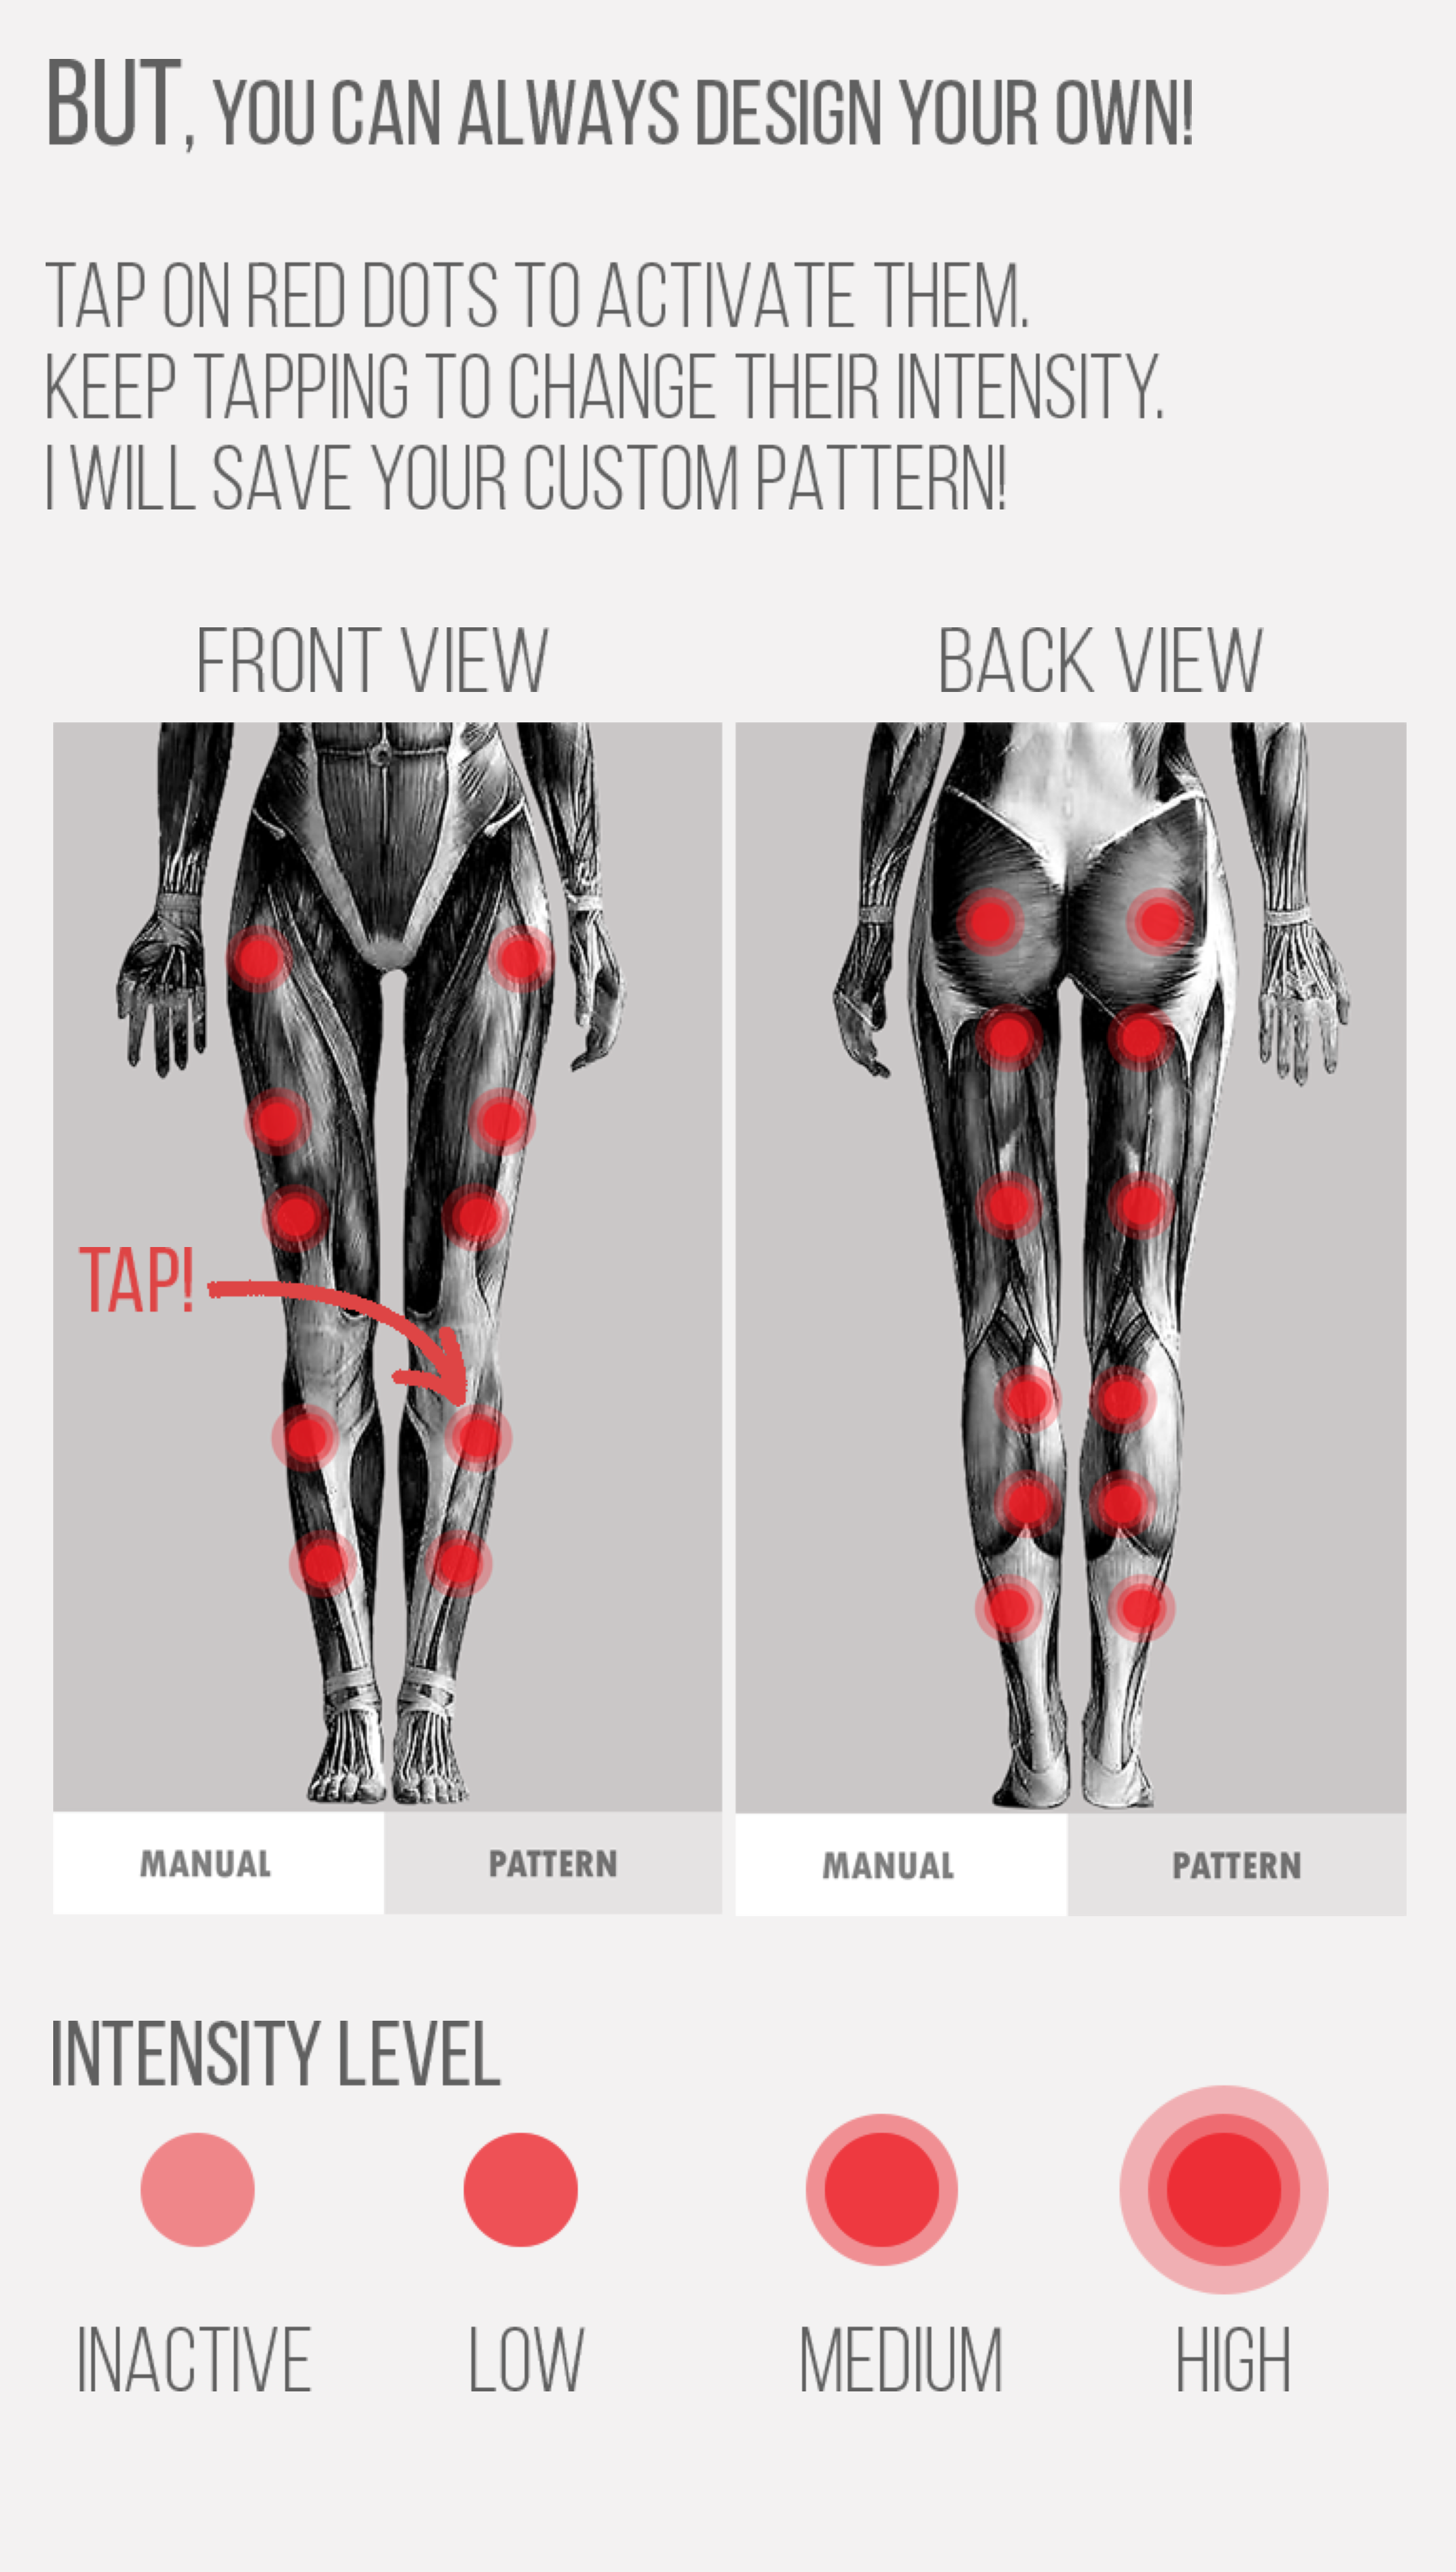 BUT, YOU CAN ALWAYS DESIGN YOUR OWN!
TAP ON RED DOTS TO ACTIVATE THEM.
KEEP TAPPING TO CHANGE THEIR INTENSITY.
I WILL SAVE YOUR CUSTOM PATTERN!
FRONT VIEW
BACK VIEW
TAP!
MANUAL
PATTERN
MANUAL
PATTERN
INTENSITY LEVEL
INACTIVE
LOW
MEDIUM
HIGH